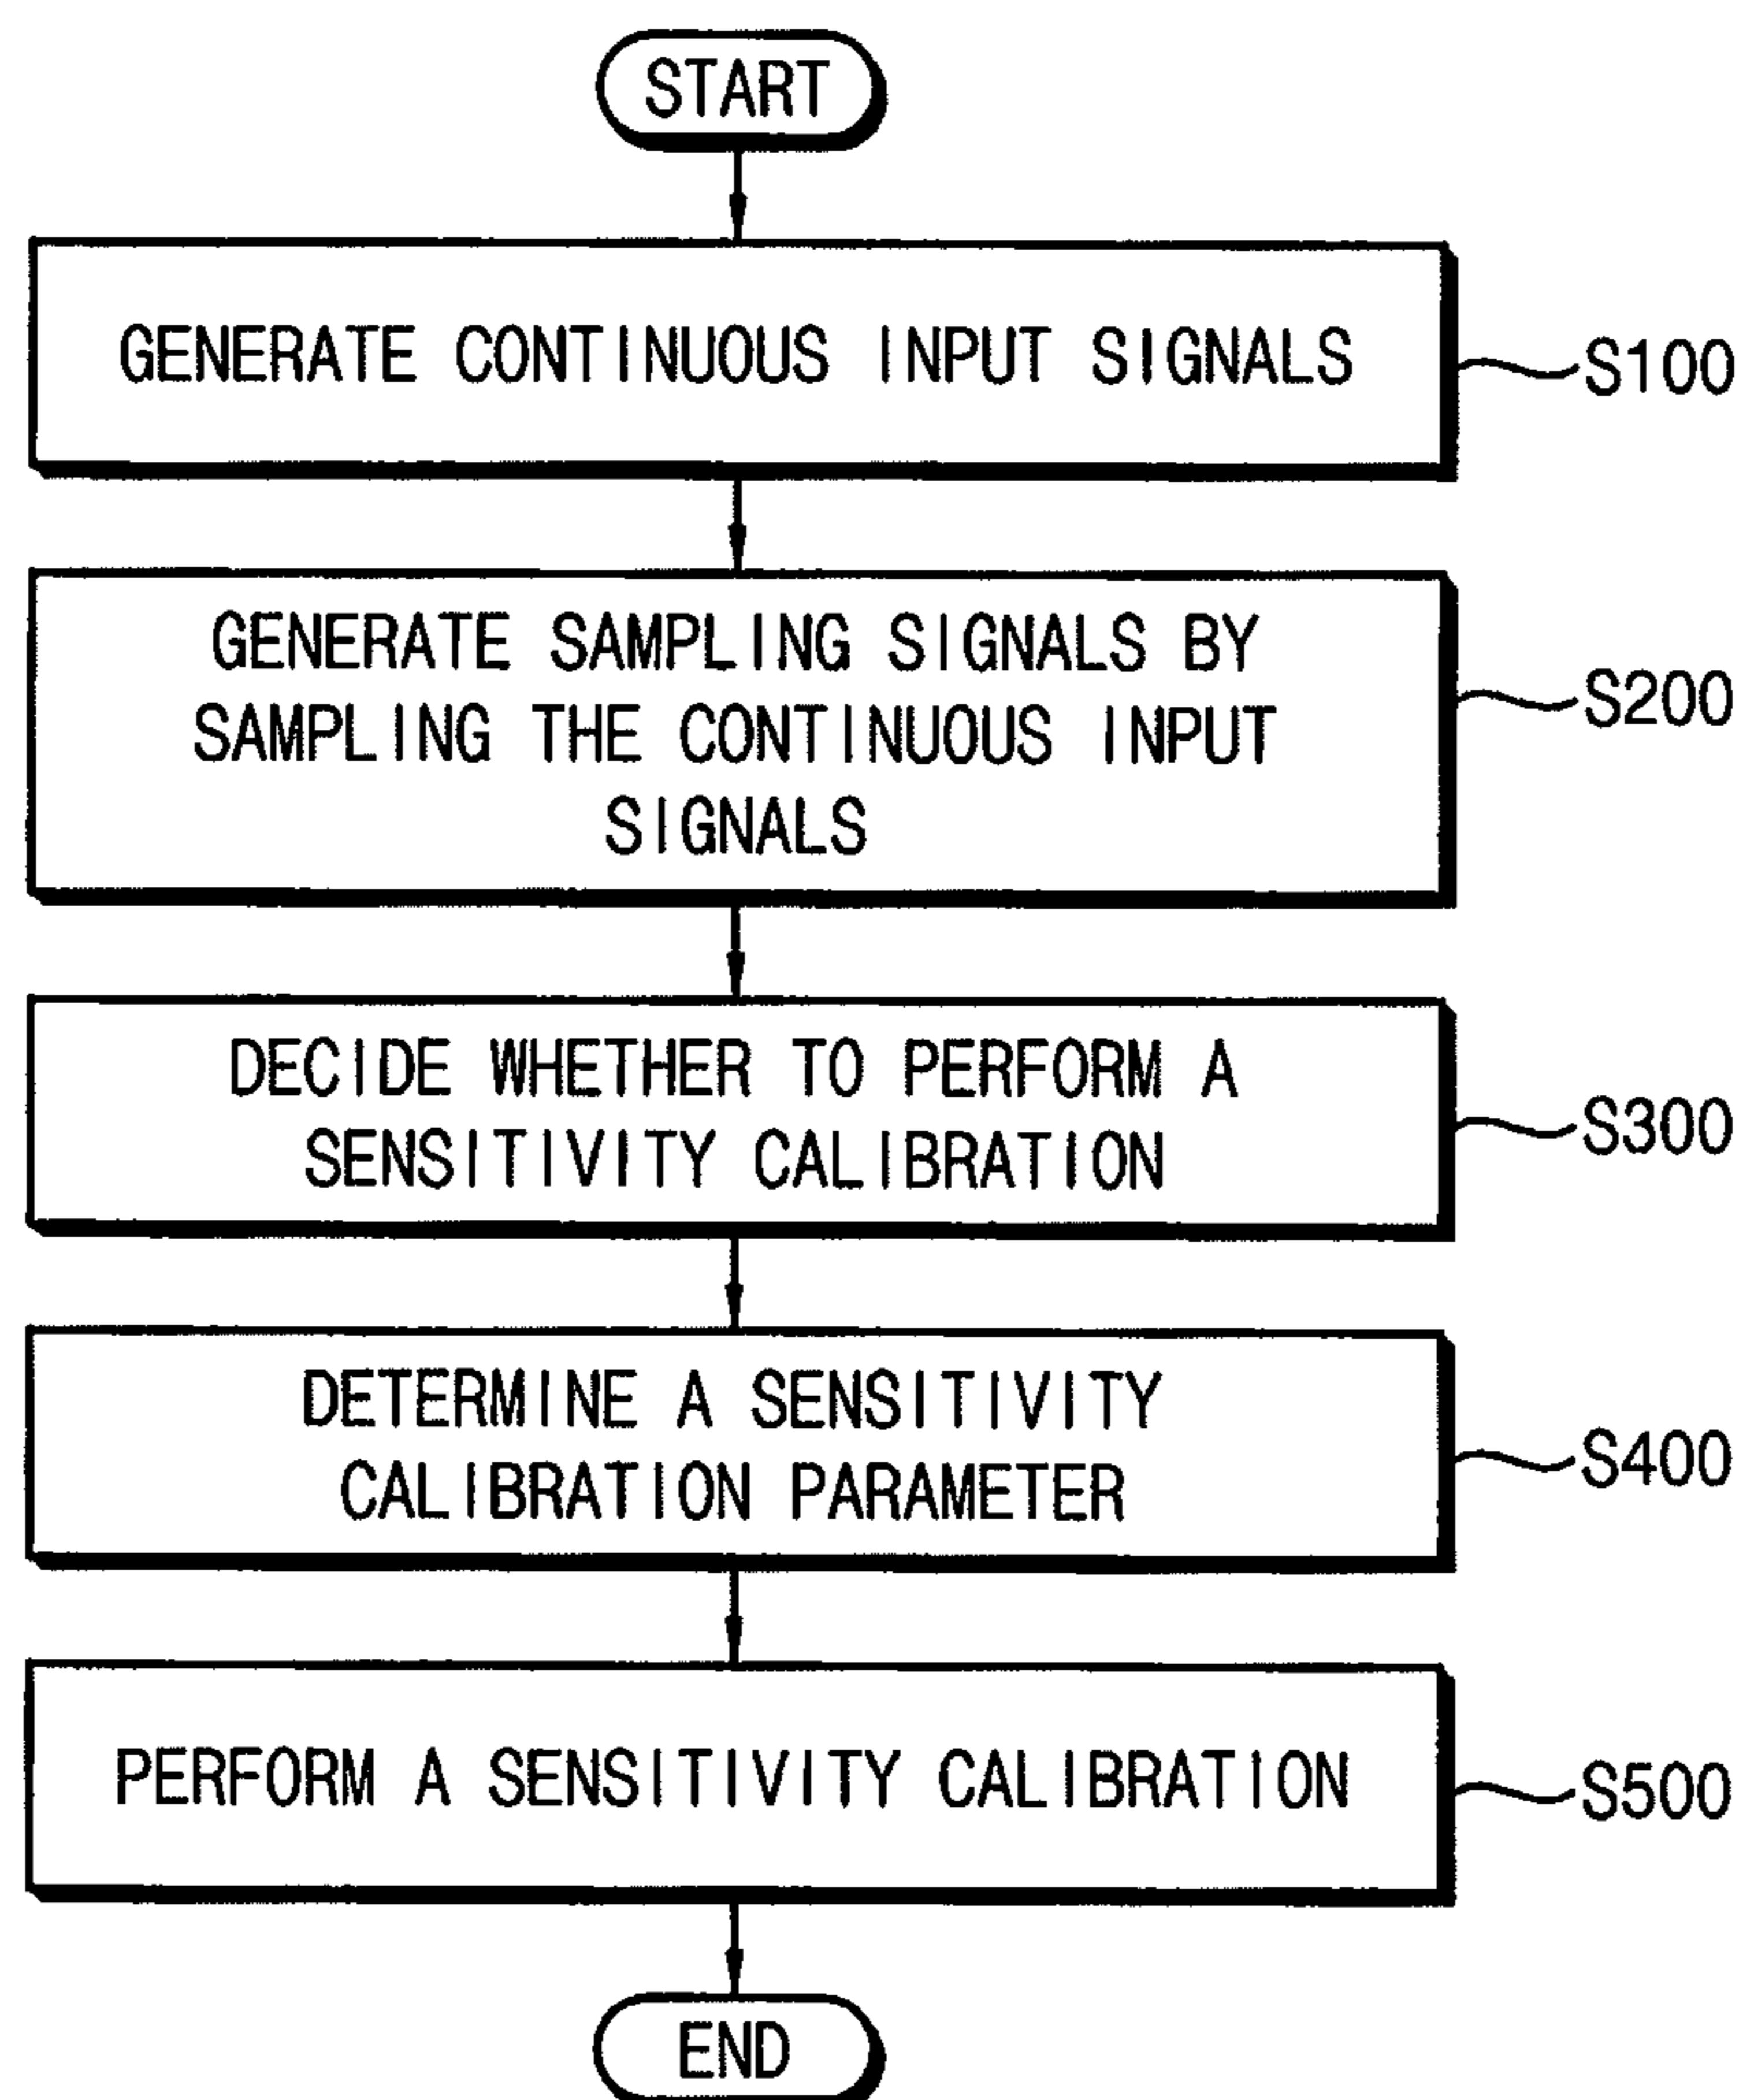 START
GENERATE CONTINUOUS INPUT SIGNALS
S100
GENERATE SAMPLING SIGNALS BY
SAMPLING THE CONTINUOUS INPUT
SIGNALS
S200
DECIDE WHETHER TO PERFORM A
SENSITIVITY CALIBRATION
S300
DETERMINE A SENSITIVITY
CALIBRATION PARAMETER
S400
PERFORM A SENSITIVITY CALIBRATION
S500
END